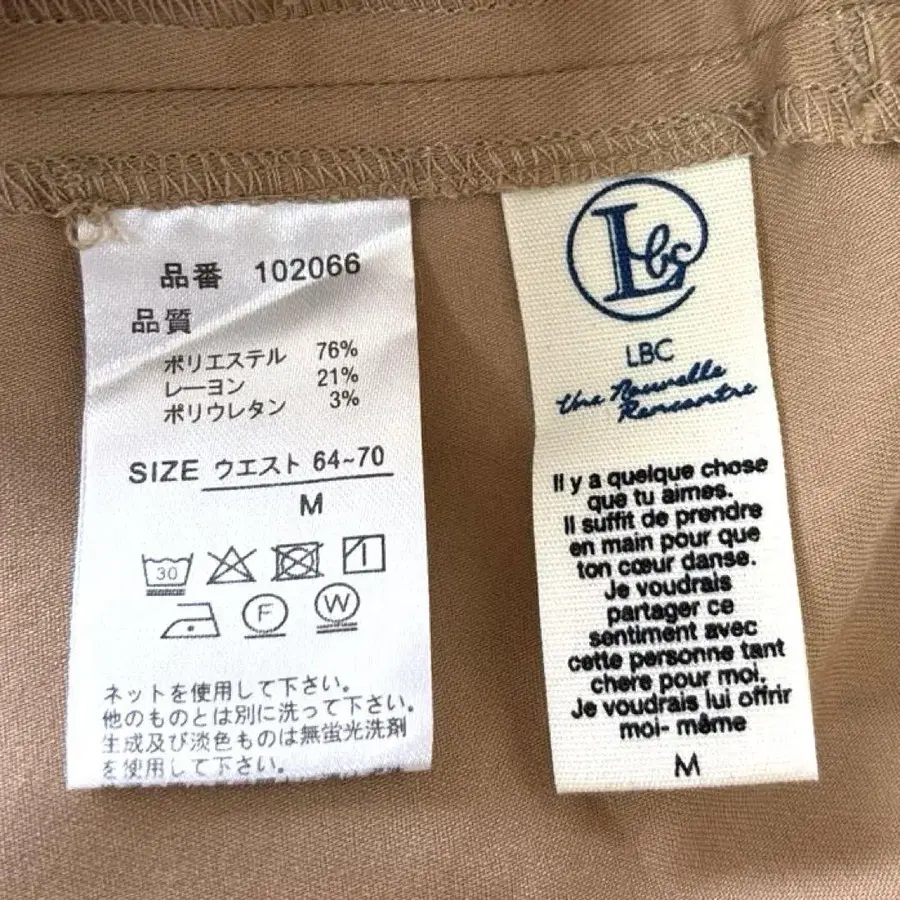 品番 102066
品質
ポリエステル 76%
レーヨン 21%
ポリウレタン 3%
SIZE ウエスト 64~70
M
30
F
W
ネットを使用して下さい。
他のものとは別に洗って下さい。
生成及び淡色ものは無蛍光洗剤
を使用して下さい。
Lbc
LBC
Une Nouvelle
Rencontre
Il y a quelque chose
que tu aimes.
Il suffit de prendre
en main pour que
ton cœur danse.
Je voudrais
partager ce
sentiment avec
cette personne tant
chere pour moi.
Je voudrais lui offrir
moi- même
M